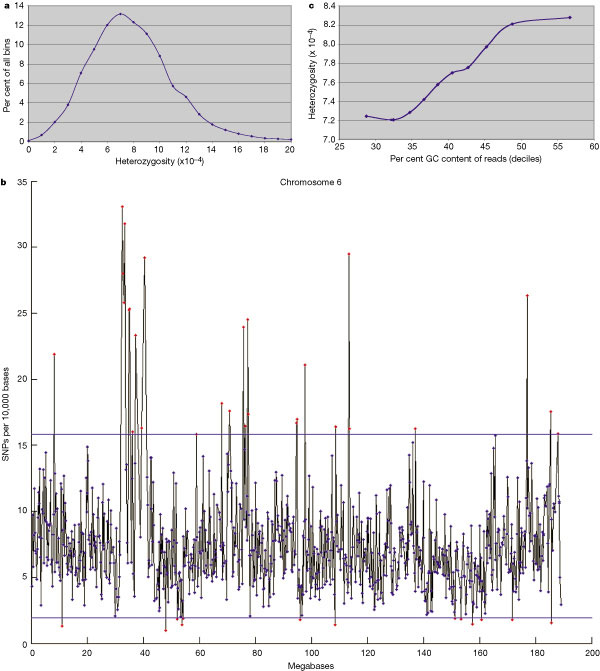 a
Per cent of all bins
14
12
10
8
6
4
2
0
0 2 4 6 8 10 12 14 16 18 20
Heterozygosity (x10⁻⁴)
c
Heterozygosity (x 10⁻⁴)
8.4
8.2
8.0
7.8
7.6
7.4
7.2
7.0
25 30 35 40 45 50 55 60
Per cent GC content of reads (deciles)
b
Chromosome 6
SNPs per 10,000 bases
35
30
25
20
15
10
5
0
0 20 40 60 80 100 120 140 160 180 200
Megabases